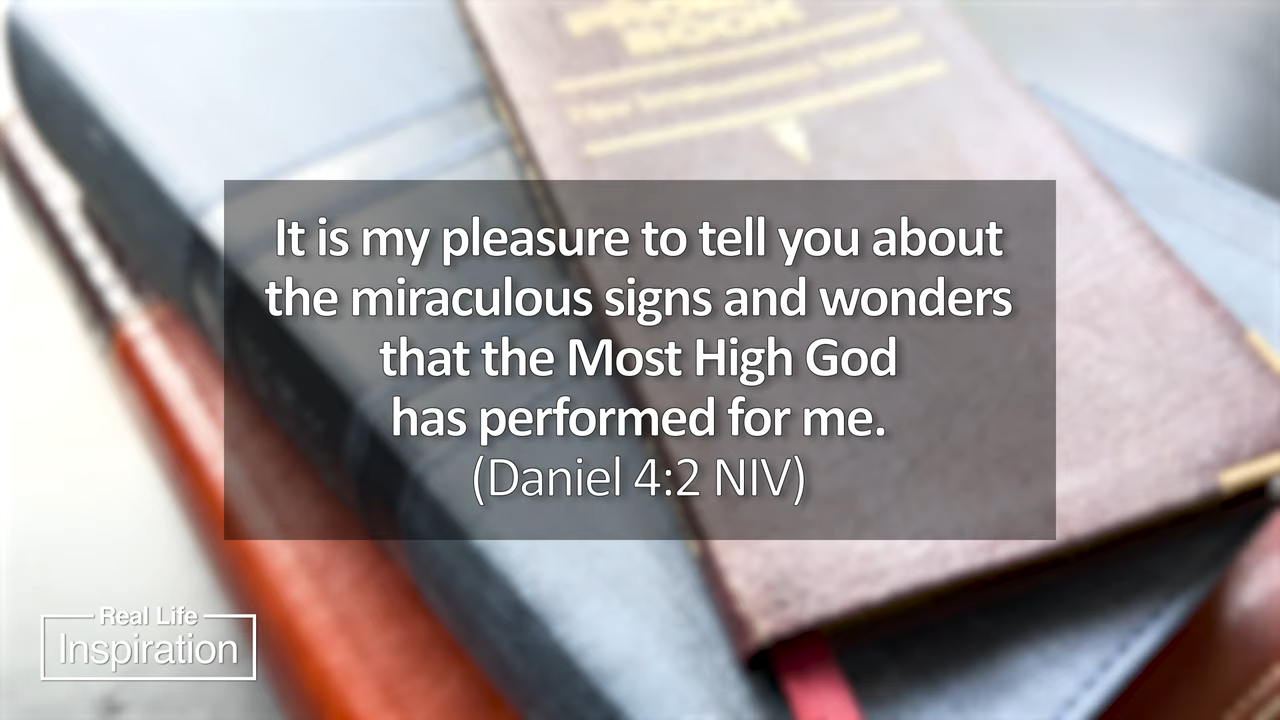 BOOK
It is my pleasure to tell you about
the miraculous signs and wonders
that the Most High God
has performed for me.
(Daniel 4:2 NIV)
Real Life
Inspiration